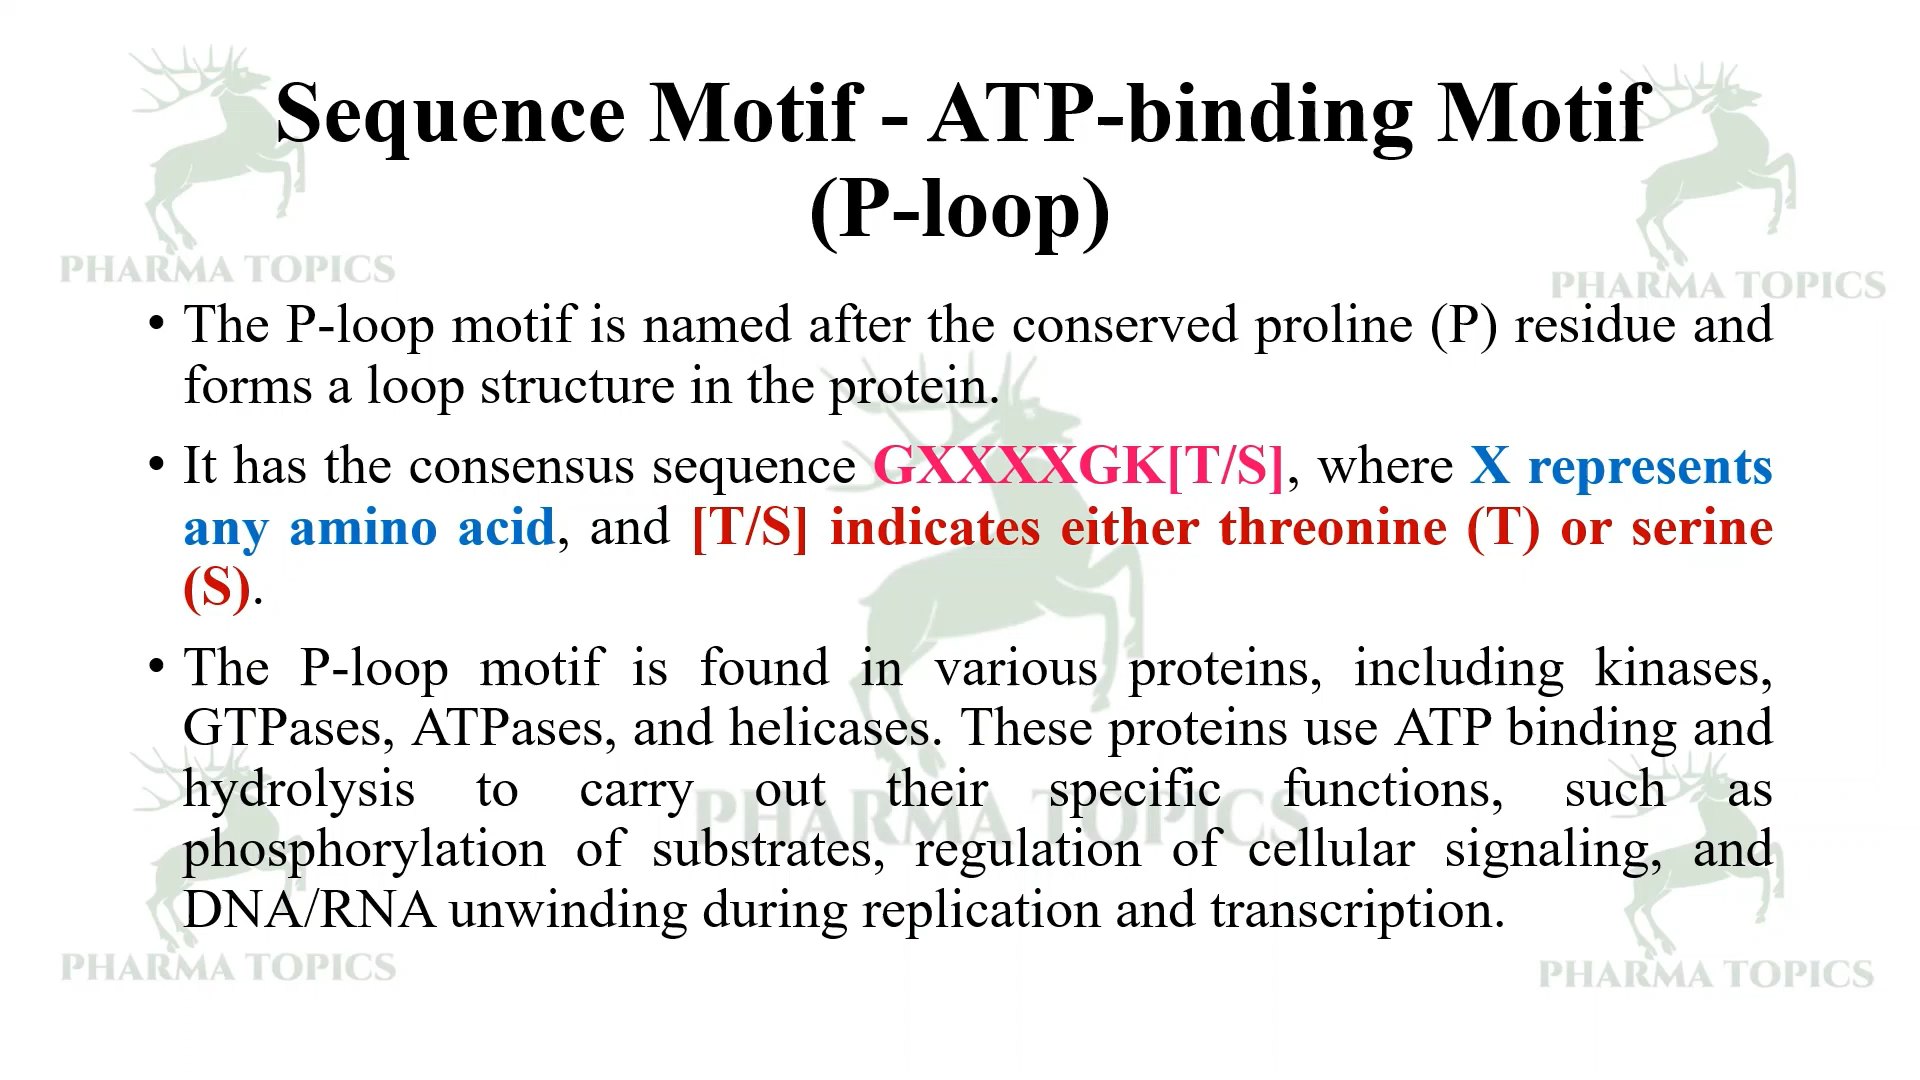 Sequence Motif - ATP-binding Motif
(P-loop)
PHARMA TOPICS
PHARMA TOPICS
• The P-loop motif is named after the conserved proline (P) residue and
forms a loop structure in the protein.
• It has the consensus sequence GXXXXGK[T/S], where X represents
any amino acid, and [T/S] indicates either threonine (T) or serine
(S).
• The P-loop motif is found in various proteins, including kinases,
GTPases, ATPases, and helicases. These proteins use ATP binding and
hydrolysis to carry out their specific functions, such as
PHARMA TOPICS
phosphorylation of substrates, regulation of cellular signaling, and
DNA/RNA unwinding during replication and transcription.
PHARMA TOPICS
PHARMA TOPICS